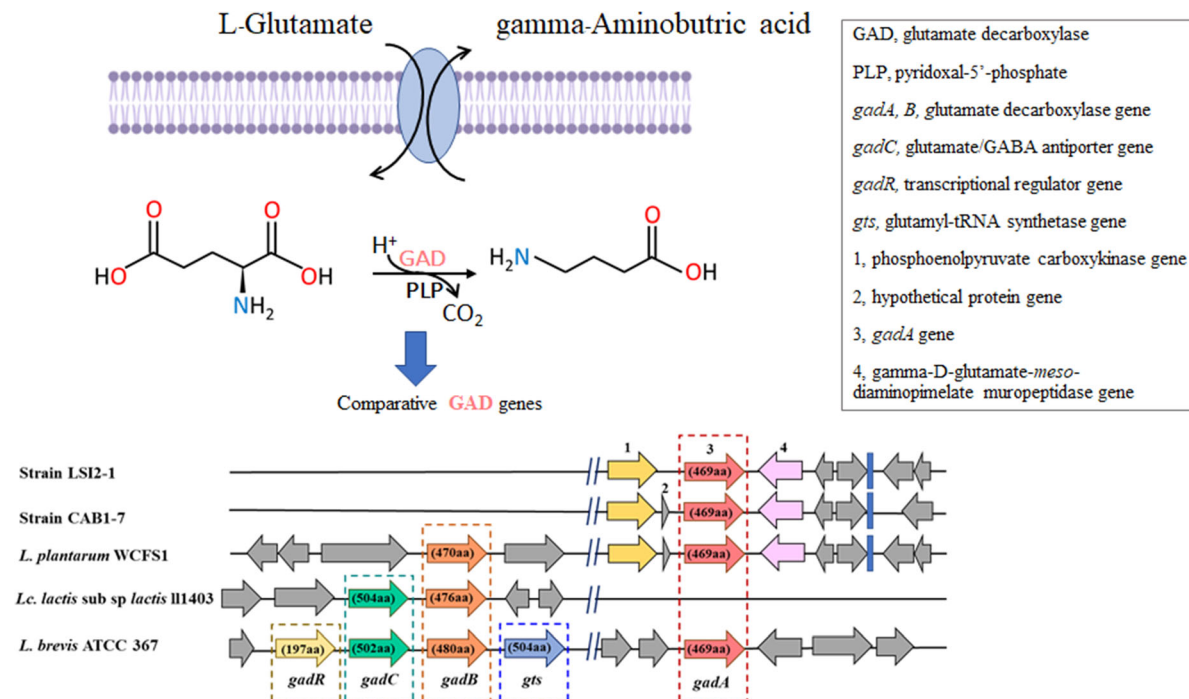 L-Glutamate
gamma-Aminobutric acid
GAD, glutamate decarboxylase
PLP, pyridoxal-5’-phosphate
gadA, B, glutamate decarboxylase gene
gadC, glutamate/GABA antiporter gene
gadR, transcriptional regulator gene
gts, glutamyl-tRNA synthetase gene
1, phosphoenolpyruvate carboxykinase gene
2, hypothetical protein gene
3, gadA gene
4, gamma-D-glutamate-meso-
diaminopimelate muropeptidase gene
O
O
HO
OH
NH2
H+
GAD
PLP
CO2
H2N
O
OH
Comparative GAD genes
1
3
4
Strain LSI2-1
(469aa)
2
Strain CAB1-7
(469aa)
L. plantarum WCFS1
(470aa)
(469aa)
Lc. lactis sub sp lactis ll1403
(504aa)
(476aa)
L. brevis ATCC 367
(197aa)
(502aa)
(480aa)
(504aa)
(469aa)
gadR
gadC
gadB
gts
gadA